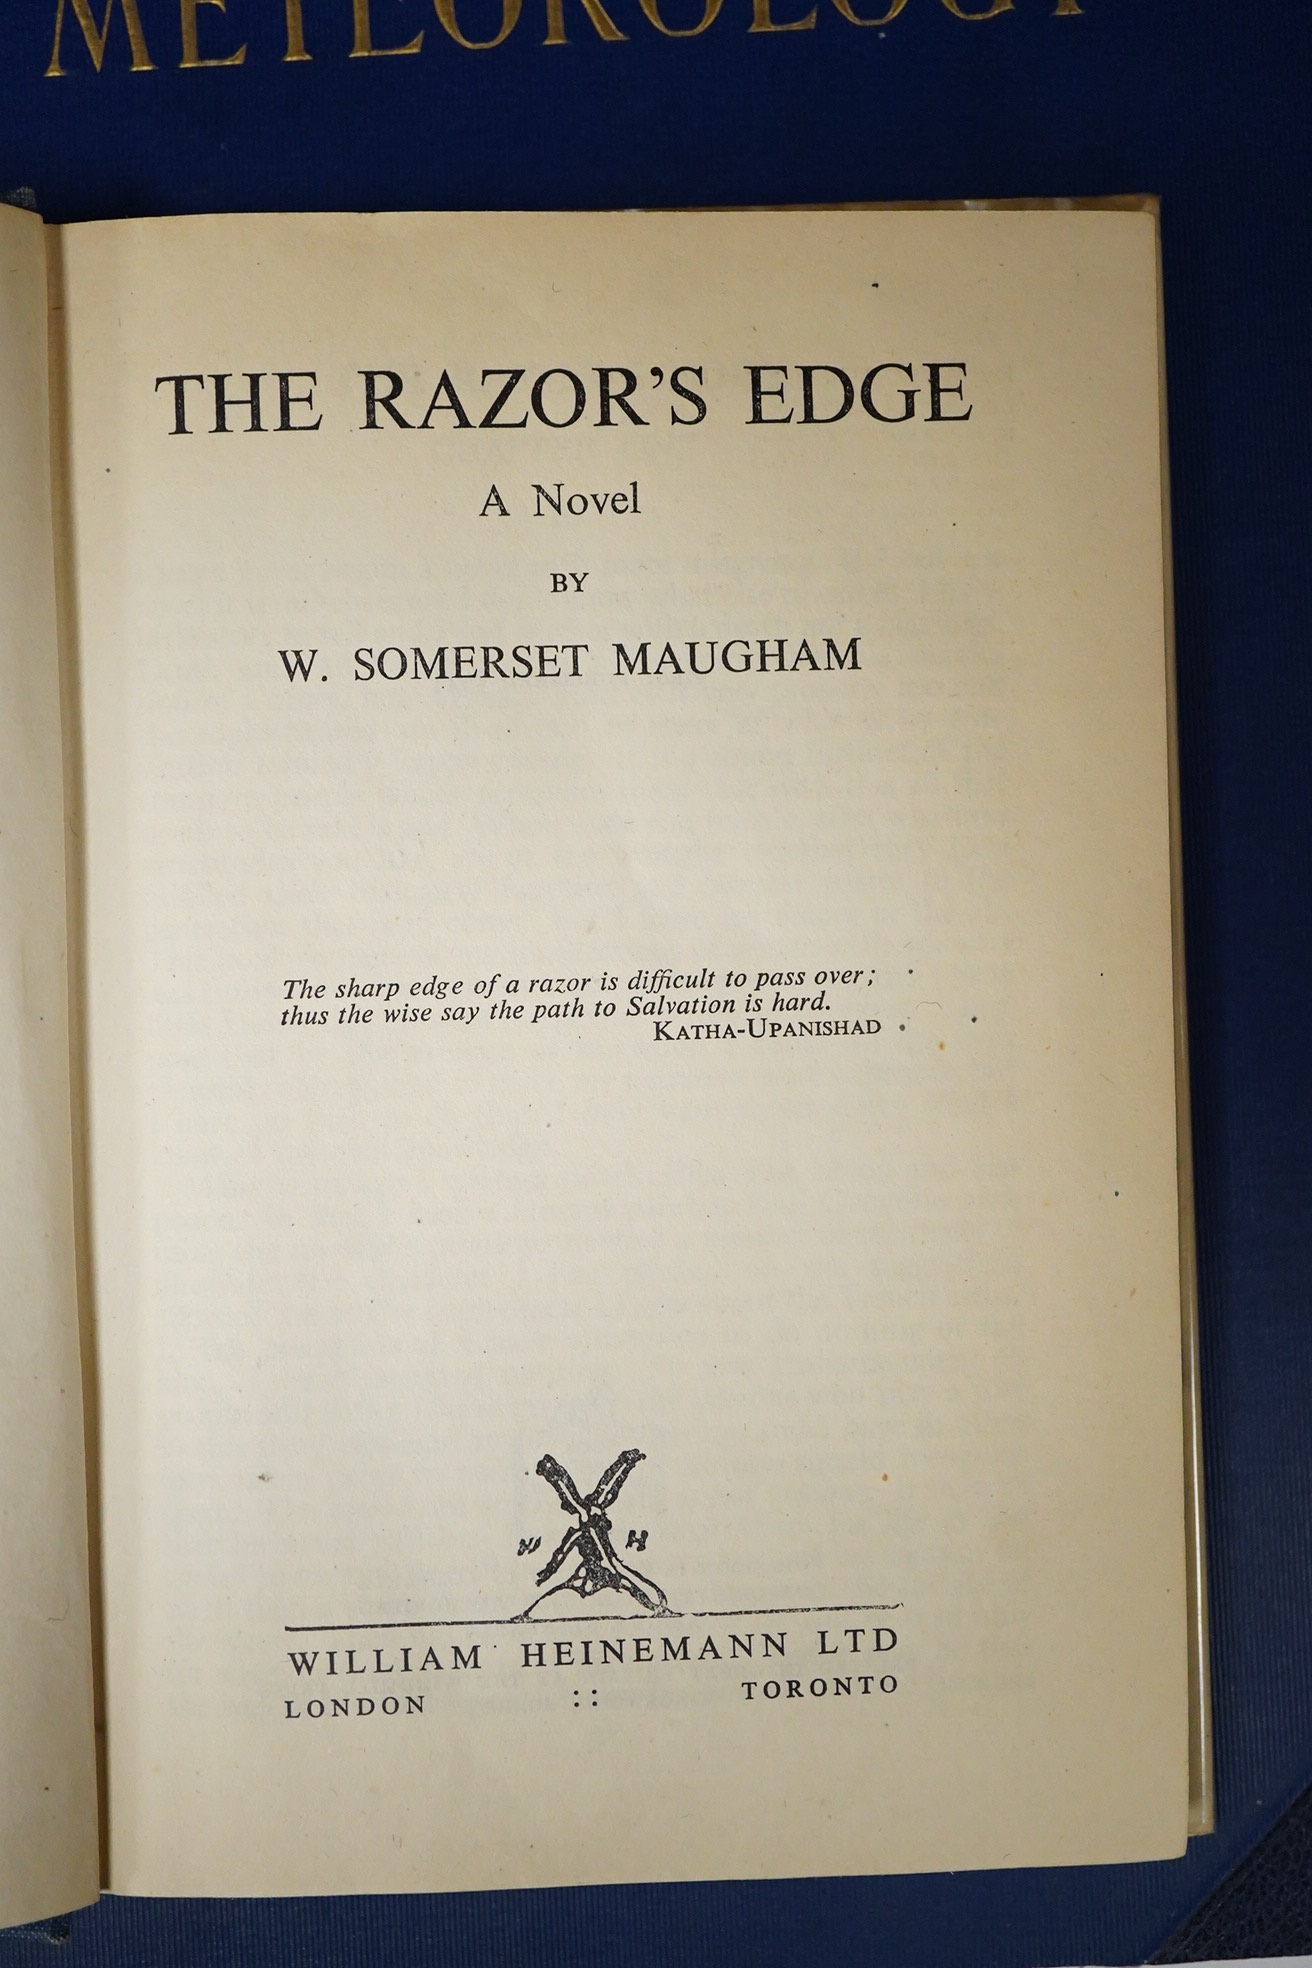 METEOROLOGY
THE RAZOR’S EDGE
A Novel
BY
W. SOMERSET MAUGHAM
The sharp edge of a razor is difficult to pass over;
thus the wise say the path to Salvation is hard.
KATHA-UPANISHAD
W H
WILLIAM HEINEMANN LTD
LONDON :: TORONTO